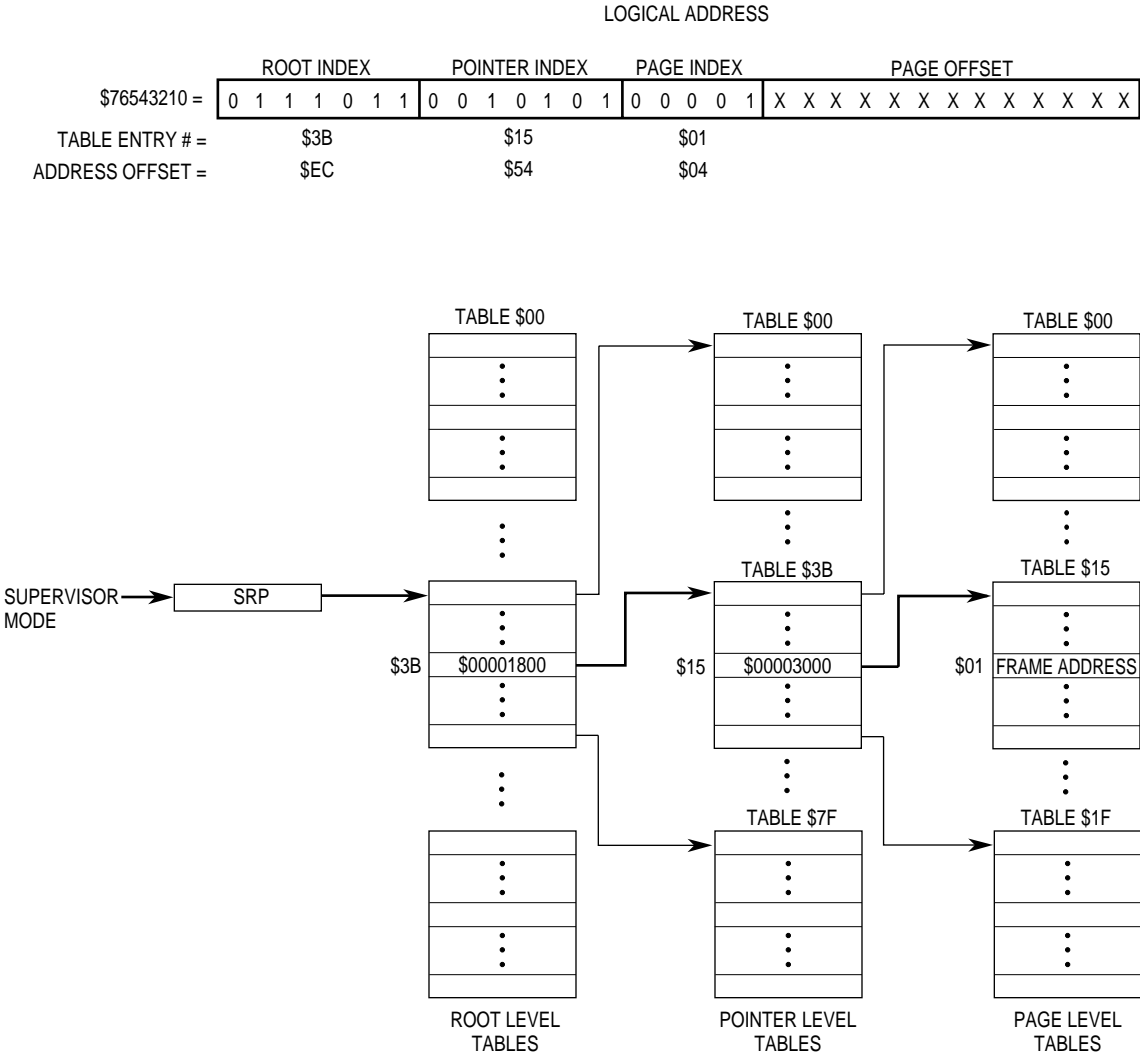 LOGICAL ADDRESS
ROOT INDEX POINTER INDEX PAGE INDEX PAGE OFFSET
$76543210 = 0 1 1 1 0 1 1 0 0 1 0 1 0 1 0 0 0 0 1 X X X X X X X X X X X X X
TABLE ENTRY # = $3B $15 $01
ADDRESS OFFSET = $EC $54 $04
TABLE $00 TABLE $00 TABLE $00
TABLE $3B TABLE $15
SUPERVISOR MODE SRP
$3B $00001800 $15 $00003000 $01 FRAME ADDRESS
TABLE $7F TABLE $1F
ROOT LEVEL TABLES
POINTER LEVEL TABLES
PAGE LEVEL TABLES